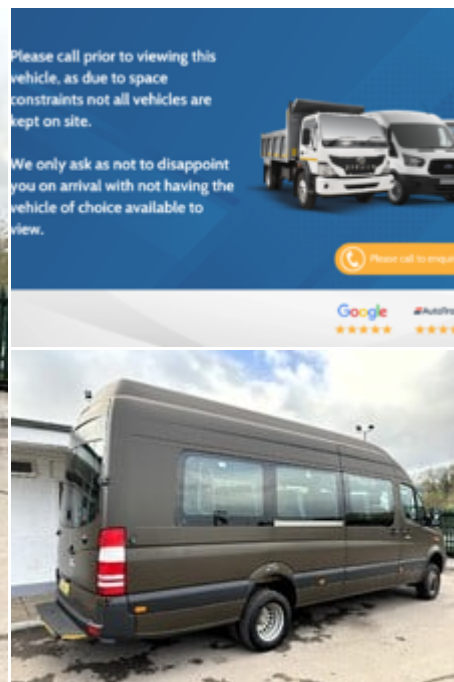 Please call prior to viewing this
vehicle, as due to space
constraints not all vehicles are
kept on site.
We only ask as not to disappoint
you on arrival with not having the
vehicle of choice available to
view.
Please call to enqui
Google
AutoTra